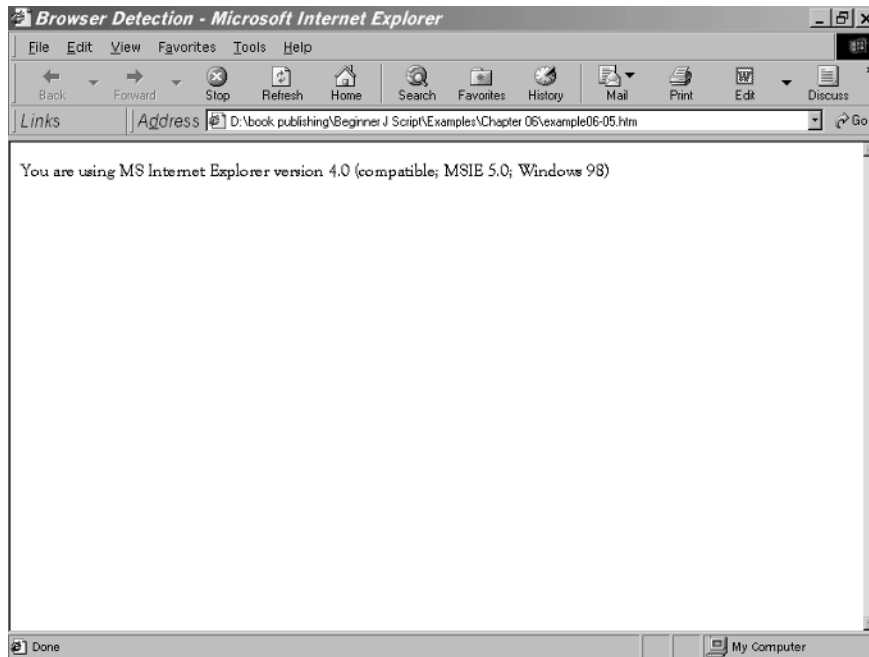 Browser Detection - Microsoft Internet Explorer
File Edit View Favorites Tools Help
Back Forward Stop Refresh Home Search Favorites History Mail Print Edit Discuss
Links Address D:\book publishing\Beginner J Script\Examples\Chapter 06\example06-05.htm Go
You are using MS Internet Explorer version 4.0 (compatible; MSIE 5.0; Windows 98)
Done My Computer